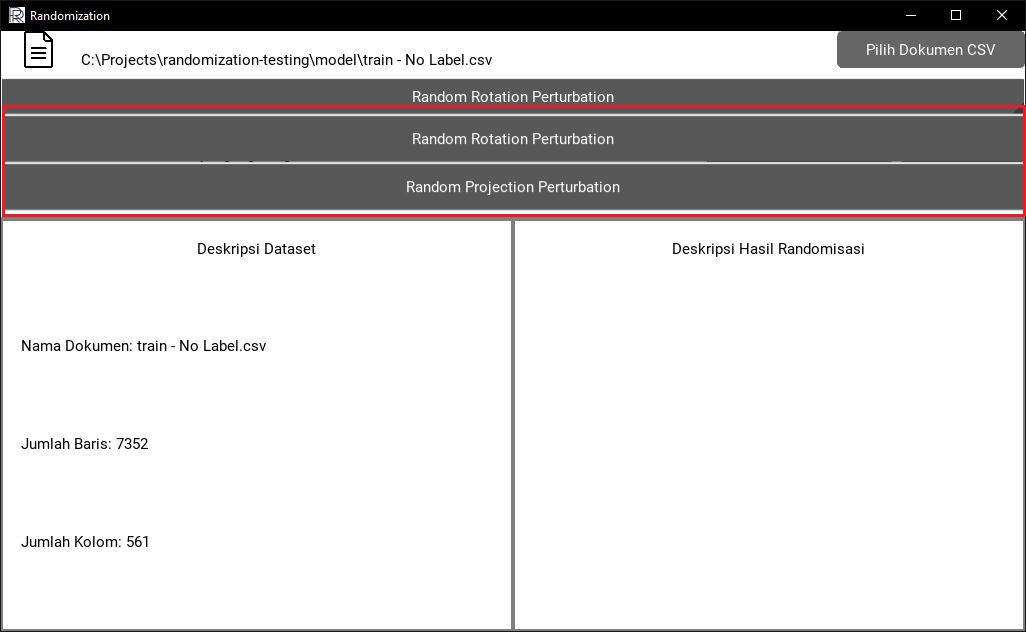 Randomization
C:\Projects\randomization-testing\model\train - No Label.csv
Pilih Dokumen CSV
Random Rotation Perturbation
Random Rotation Perturbation
Random Projection Perturbation
Deskripsi Dataset
Nama Dokumen: train - No Label.csv
Jumlah Baris: 7352
Jumlah Kolom: 561
Deskripsi Hasil Randomisasi